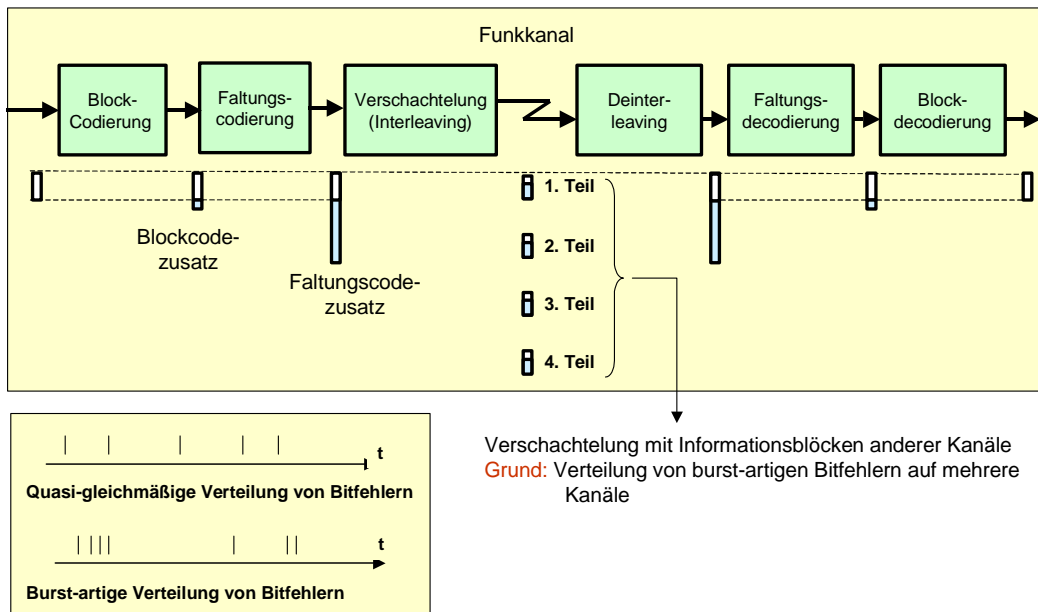 Funkkanal
Block-
Codierung
Faltungs-
codierung
Verschachtelung
(Interleaving)
Deinter-
leaving
Faltungs-
decodierung
Block-
decodierung
Blockcode-
zusatz
Faltungscode-
zusatz
1. Teil
2. Teil
3. Teil
4. Teil
Verschachtelung mit Informationsblöcken anderer Kanäle
Grund: Verteilung von burst-artigen Bitfehlern auf mehrere
Kanäle
t
Quasi-gleichmäßige Verteilung von Bitfehlern
t
Burst-artige Verteilung von Bitfehlern